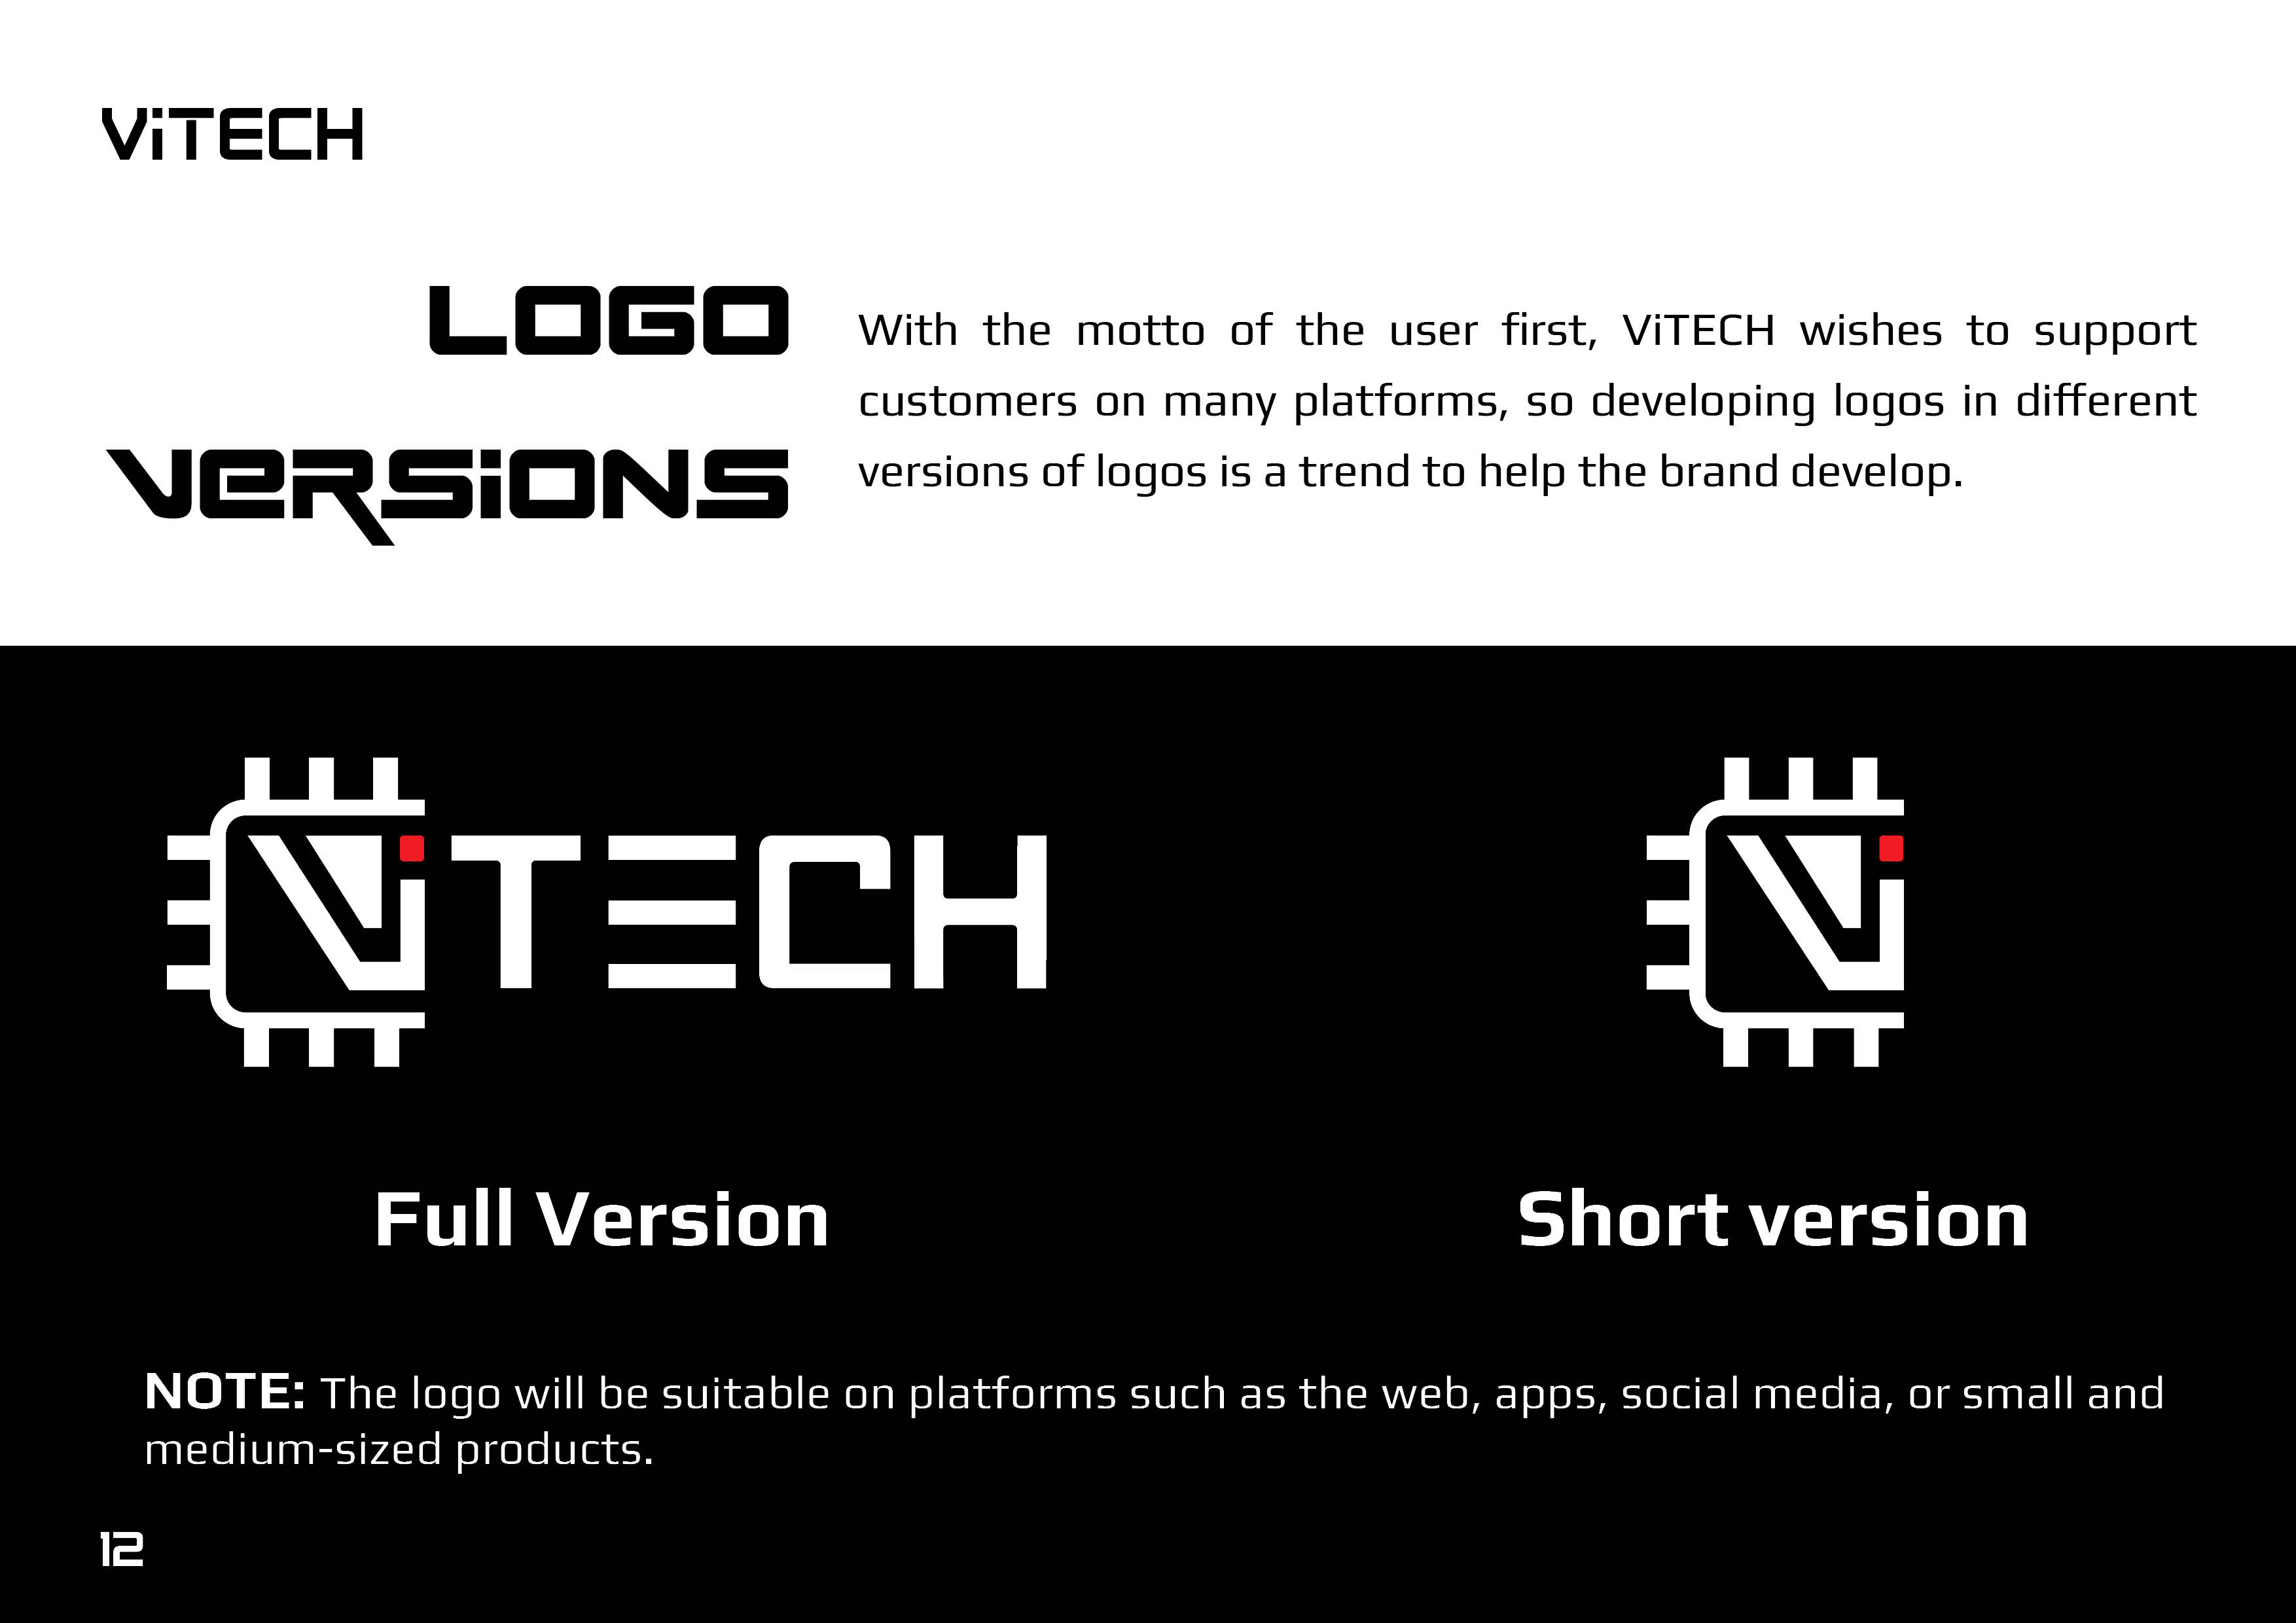 ViTECH
LOGO
VERSIONS
With the motto of the user first, ViTECH wishes to support
customers on many platforms, so developing logos in different
versions of logos is a trend to help the brand develop.
ViTECH
Vi
Full Version
Short version
NOTE: The logo will be suitable on platforms such as the web, apps, social media, or small and
medium-sized products.
12